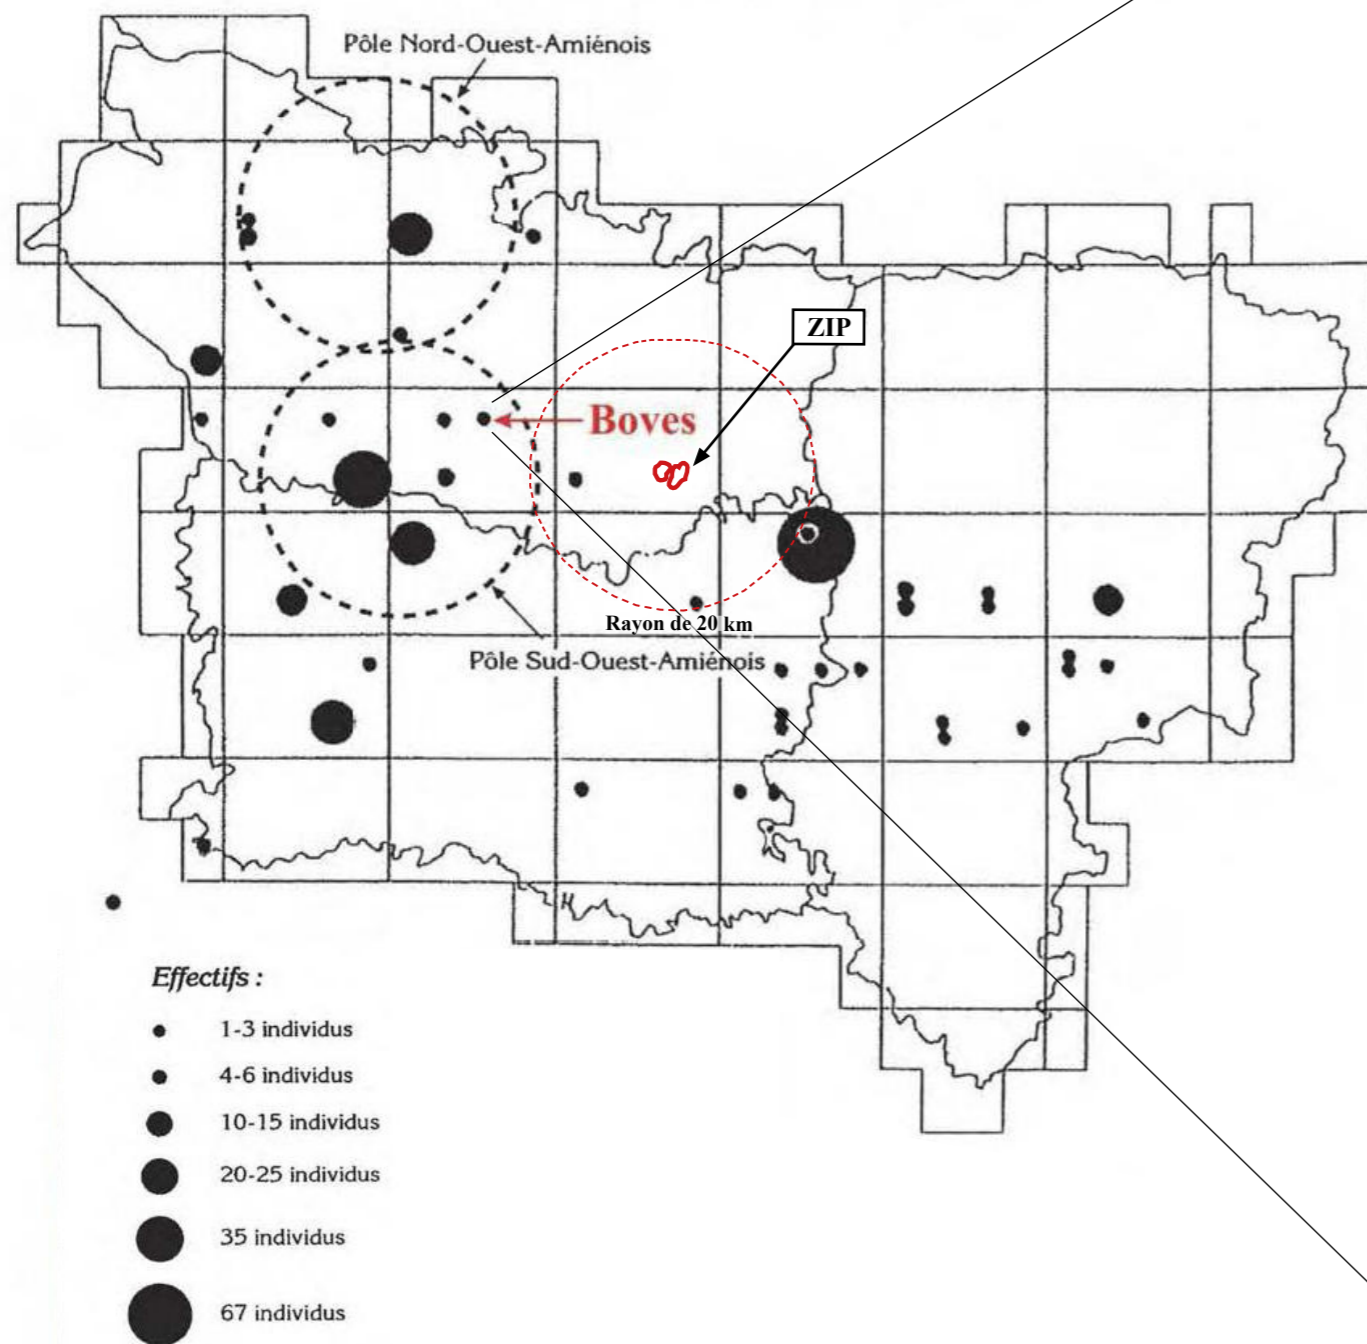 Pôle Nord-Ouest-Amiénois
ZIP
Boves
Rayon de 20 km
Pôle Sud-Ouest-Amiénois
Effectifs :
1-3 individus
4-6 individus
10-15 individus
20-25 individus
35 individus
67 individus